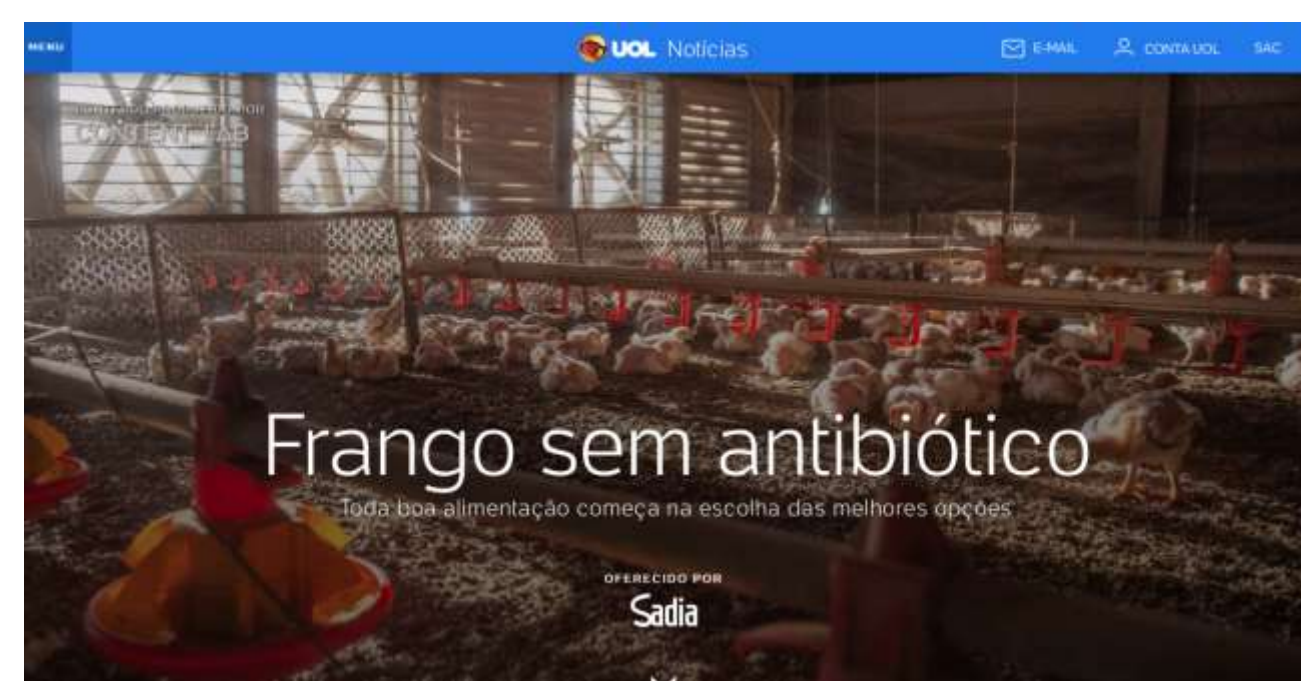 MENU
UOL Notícias
E-MAIL
CONTA UOL
SAC
CONTENT LAB
Frango sem antibiótico
Toda boa alimentação começa na escolha das melhores opções
OFERECIDO POR
Sadia